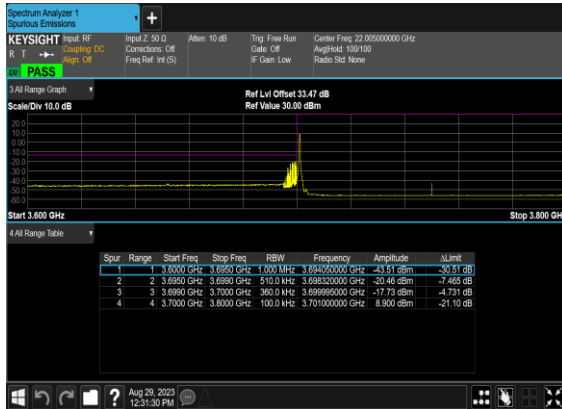 Spectrum Analyzer 1
Spurious Emissions
+
KEYSIGHT Input: RF Input Z: 50 Ω Atten: 10 dB Trig: Free Run Center Freq: 22.005000000 GHz
R T Coupling: DC Corrections: Off Gate: Off Avg|Hold: 100/100
Align: Off Freq Ref: Int (S) IF Gain: Low Radio Std: None
PASS
3 All Range Graph Ref Lvl Offset 33.47 dB
Scale/Div 10.0 dB Ref Value 30.00 dBm
20.0
10.0
0.00
-10.0
-20.0
-30.0
-40.0
-50.0
-60.0
Start 3.600 GHz Stop 3.800 GH
4 All Range Table
Spur Range Start Freq Stop Freq RBW Frequency Amplitude ΔLimit
1 1 3.6000 GHz 3.6950 GHz 1.000 MHz 3.694050000 GHz -43.51 dBm -30.51 dB
2 2 3.6950 GHz 3.6990 GHz 510.0 kHz 3.698320000 GHz -20.46 dBm -7.465 dB
3 3 3.6990 GHz 3.7000 GHz 360.0 kHz 3.699995000 GHz -17.73 dBm -4.731 dB
4 4 3.7000 GHz 3.8000 GHz 100.0 kHz 3.701000000 GHz 8.900 dBm -21.10 dB
? Aug 29, 2023
12:31:30 PM